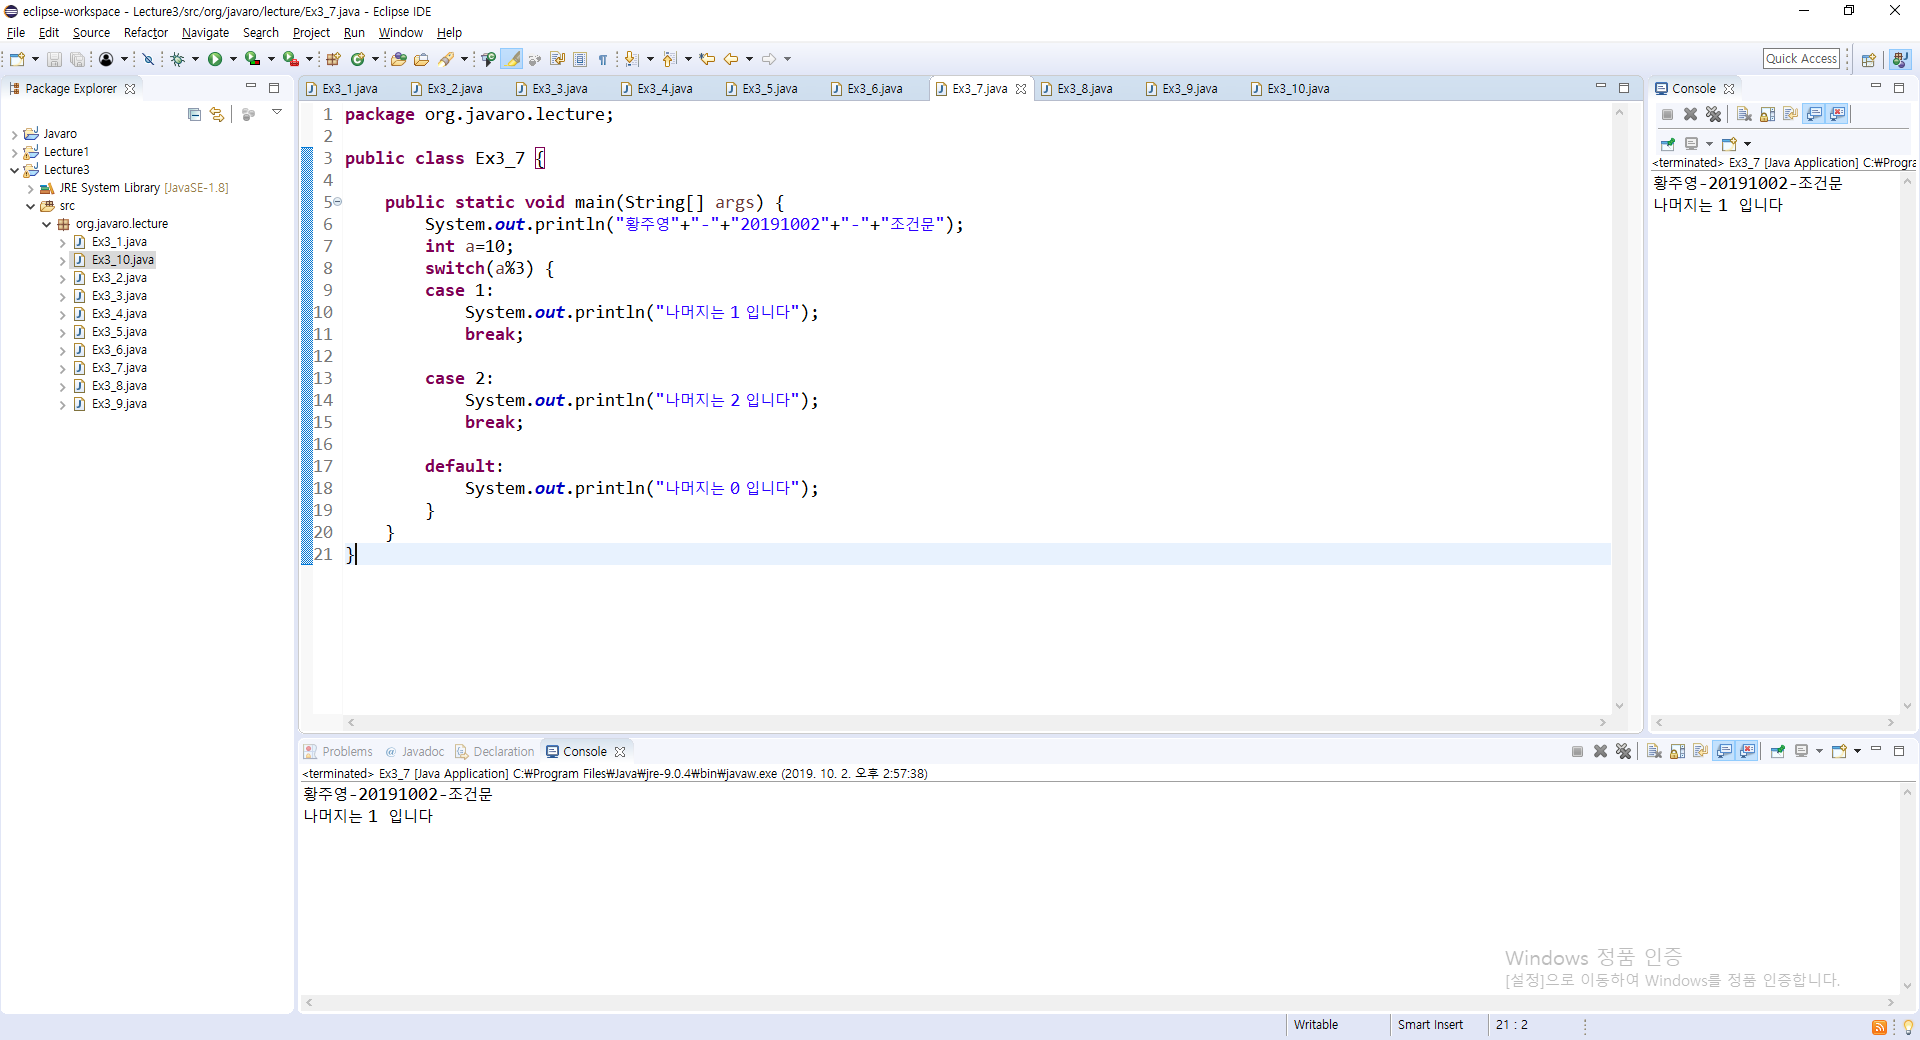 eclipse-workspace - Lecture3/src/org/javaro/lecture/Ex3_7.java - Eclipse IDE
File Edit Source Refactor Navigate Search Project Run Window Help
Quick Access
Package Explorer
Javaro
Lecture1
Lecture3
JRE System Library [JavaSE-1.8]
src
org.javaro.lecture
Ex3_1.java
Ex3_10.java
Ex3_2.java
Ex3_3.java
Ex3_4.java
Ex3_5.java
Ex3_6.java
Ex3_7.java
Ex3_8.java
Ex3_9.java
Ex3_1.java Ex3_2.java Ex3_3.java Ex3_4.java Ex3_5.java Ex3_6.java Ex3_7.java Ex3_8.java Ex3_9.java Ex3_10.java
1 package org.javaro.lecture;
2
3 public class Ex3_7 {
4
5 public static void main(String[] args) {
6 System.out.println("황주영"+"-"+"20191002"+"-"+"조건문");
7 int a=10;
8 switch(a%3) {
9 case 1:
10 System.out.println("나머지는 1 입니다");
11 break;
12
13 case 2:
14 System.out.println("나머지는 2 입니다");
15 break;
16
17 default:
18 System.out.println("나머지는 0 입니다");
19 }
20 }
21 }
Console
<terminated> Ex3_7 [Java Application] C:₩Progra
황주영-20191002-조건문
나머지는 1 입니다
Problems @ Javadoc Declaration Console
<terminated> Ex3_7 [Java Application] C:₩Program Files₩Java₩jre-9.0.4₩bin₩javaw.exe (2019. 10. 2. 오후 2:57:38)
황주영-20191002-조건문
나머지는 1 입니다
Windows 정품 인증
[설정]으로 이동하여 Windows를 정품 인증합니다.
Writable Smart Insert 21 : 2